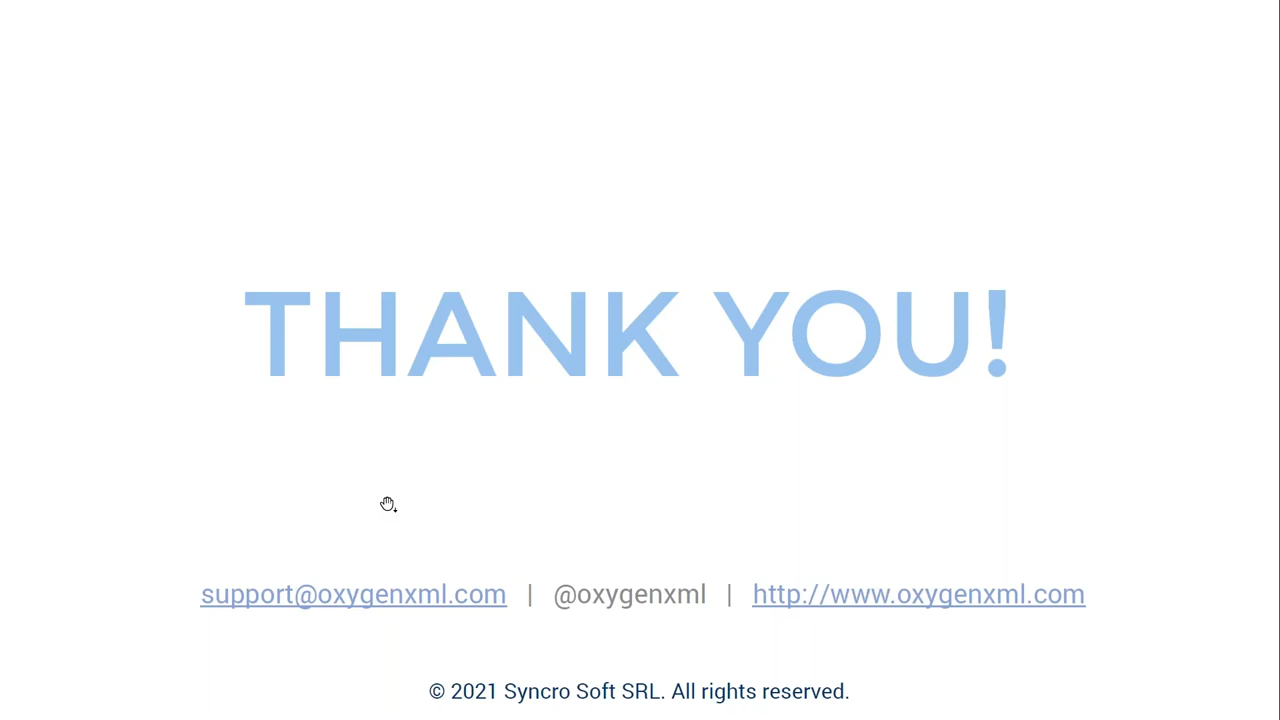 THANK YOU!
support@oxygenxml.com | @oxygenxml | http://www.oxygenxml.com
© 2021 Syncro Soft SRL. All rights reserved.